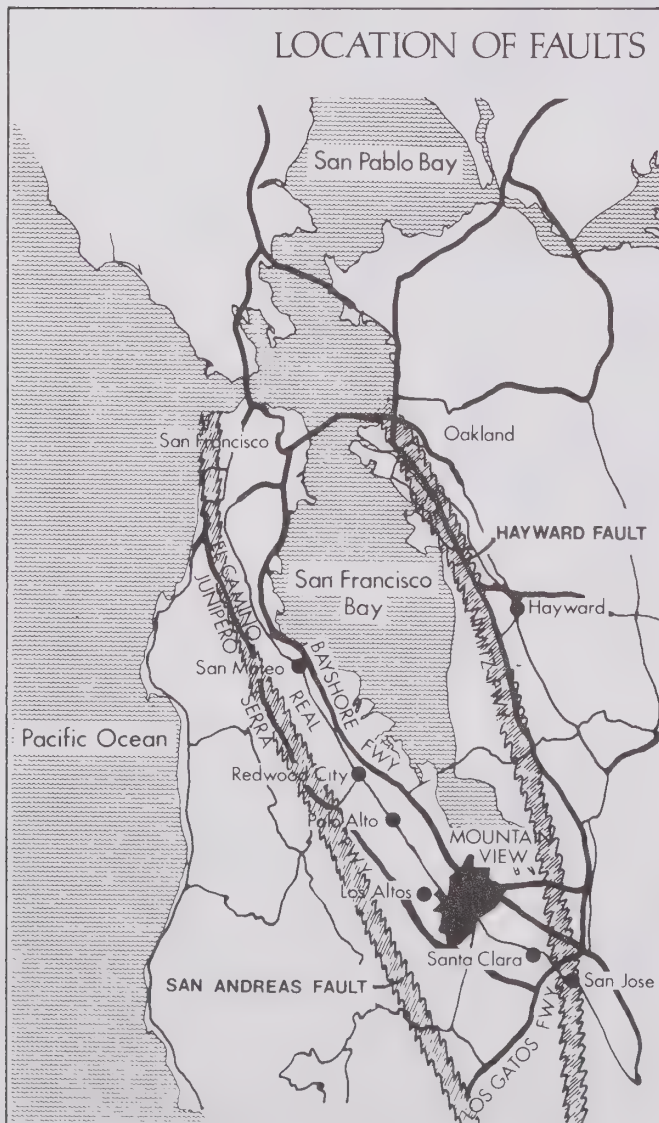 LOCATION OF FAULTS
San Pablo Bay
San Francisco
Oakland
HAYWARD FAULT
San Francisco
Bay
Hayward
EL CAMINO
REAL
JUNIPERO
SERRA
FWY
BAYSHORE
FWY
San Mateo
Pacific Ocean
Redwood City
Palo Alto
MOUNTAIN
VIEW
Los Altos
Santa Clara
SAN ANDREAS FAULT
San Jose
LOS GATOS FWY